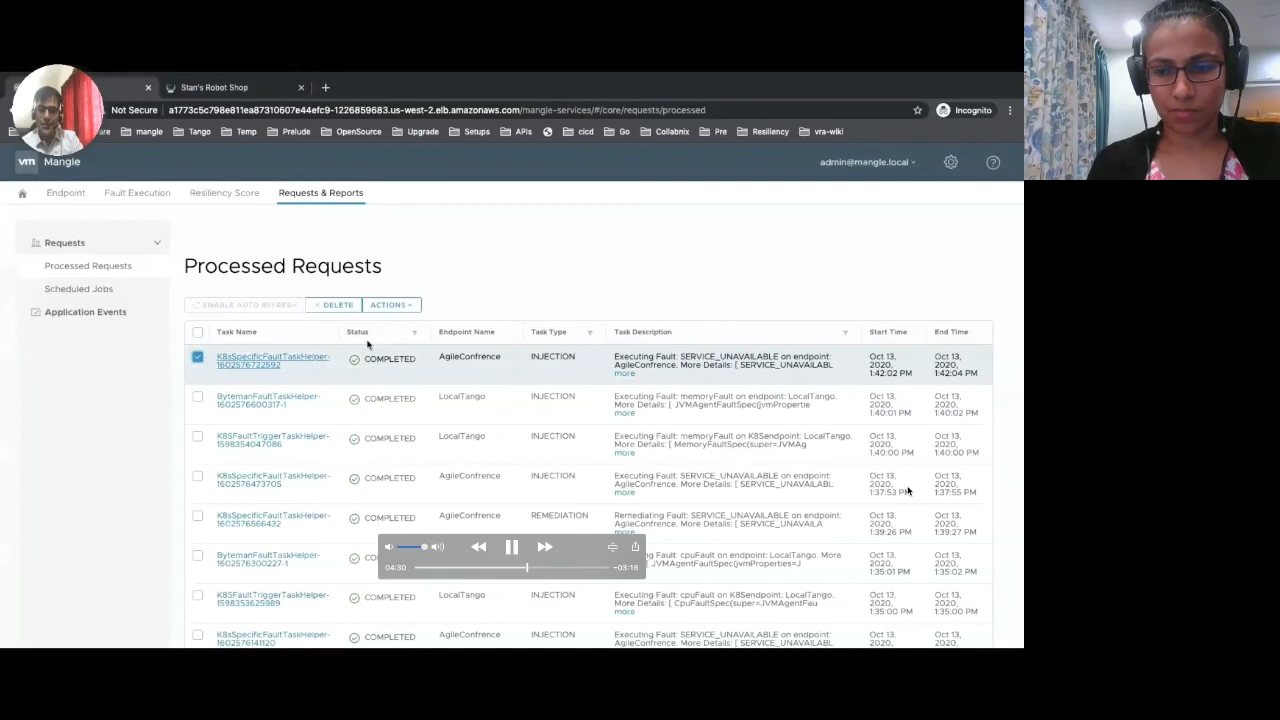 Stan's Robot Shop
Not Secure a1773c5c798e811ea87310607e44efc9-1226859683.us-west-2.elb.amazonaws.com/mangle-services/#/core/requests/processed Incognito
mangle Tango Temp Prelude OpenSource Upgrade Setups APIs cicd Go Collabnix Pre Resiliency vra-wiki
vm Mangle admin@mangle.local
Endpoint Fault Execution Resiliency Score Requests & Reports
Requests
Processed Requests
Scheduled Jobs
Application Events
Processed Requests
ENABLE AUTO REFRESH DELETE ACTIONS
Task Name Status Endpoint Name Task Type Task Description Start Time End Time
K8sSpecificFaultTaskHelper- COMPLETED AgileConfrence INJECTION Executing Fault: SERVICE_UNAVAILABLE on endpoint: Oct 13, Oct 13,
1602576722592 AgileConfrence. More Details: [ SERVICE_UNAVAILABL 2020, 2020,
more 1:42:02 PM 1:42:04 PM
BytemanFaultTaskHelper- COMPLETED LocalTango INJECTION Executing Fault: memoryFault on endpoint: LocalTango. Oct 13, Oct 13,
1602576600317-1 More Details: [ JVMAgentFaultSpec(jvmPropertie 2020, 2020,
more 1:40:01 PM 1:40:02 PM
K8SFaultTriggerTaskHelper- COMPLETED LocalTango INJECTION Executing Fault: memoryFault on K8Sendpoint: LocalTango. Oct 13, Oct 13,
1598354047086 More Details: [ MemoryFaultSpec(super=JVMAg 2020, 2020,
more 1:40:00 PM 1:40:00 PM
K8sSpecificFaultTaskHelper- COMPLETED AgileConfrence INJECTION Executing Fault: SERVICE_UNAVAILABLE on endpoint: Oct 13, Oct 13,
1602576473705 AgileConfrence. More Details: [ SERVICE_UNAVAILABL 2020, 2020,
more 1:37:53 PM 1:37:55 PM
K8sSpecificFaultTaskHelper- COMPLETED AgileConfrence REMEDIATION Remediating Fault: SERVICE_UNAVAILABLE on endpoint: Oct 13, Oct 13,
1602576566432 AgileConfrence. More Details: [ SERVICE_UNAVAILA 2020, 2020,
more 1:39:26 PM 1:39:27 PM
BytemanFaultTaskHelper- CO Fault: cpuFault on endpoint: LocalTango. More Oct 13, Oct 13,
1602576300227-1 [ JVMAgentFaultSpec(jvmProperties=J 2020, 2020,
1:35:01 PM 1:35:02 PM
04:30 -03:16
K8SFaultTriggerTaskHelper- COMPLETED LocalTango INJECTION Executing Fault: cpuFault on K8Sendpoint: LocalTango. Oct 13, Oct 13,
1598353625989 More Details: [ CpuFaultSpec(super=JVMAgentFau 2020, 2020,
more 1:35:00 PM 1:35:00 PM
K8sSpecificFaultTaskHelper- COMPLETED AgileConfrence INJECTION Executing Fault: SERVICE_UNAVAILABLE on endpoint: Oct 13, Oct 13,
1602576141120 AgileConfrence. More Details: [ SERVICE_UNAVAILABL 2020, 2020,